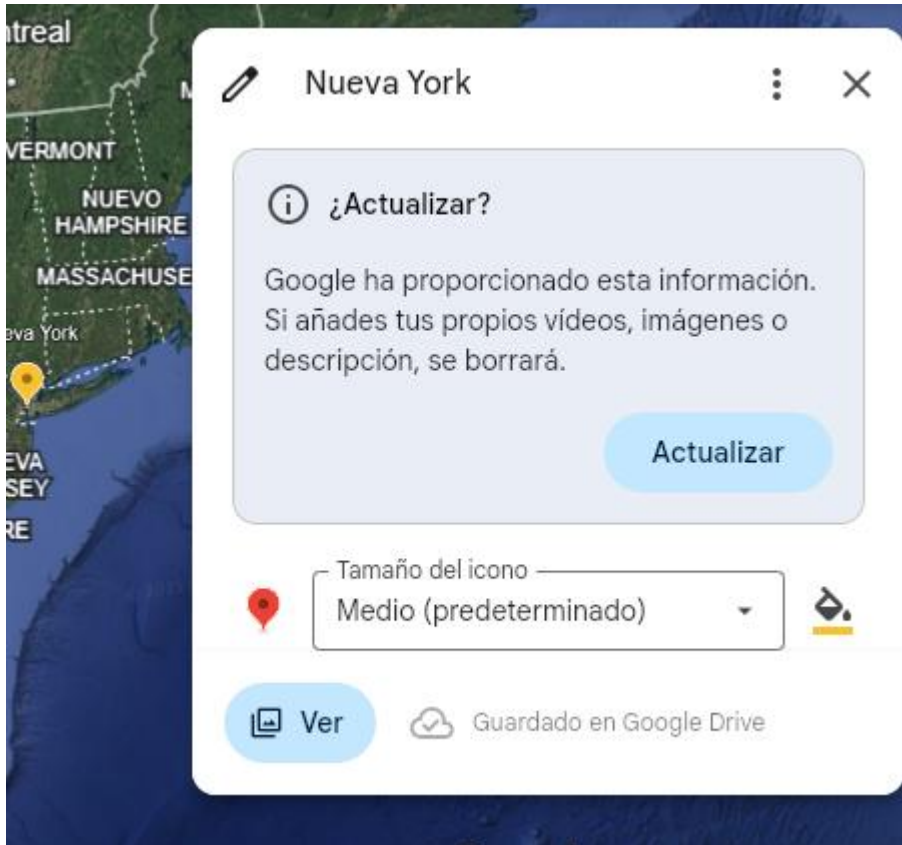 ntreal
Nueva York
VERMONT
¿Actualizar?
NUEVO
HAMPSHIRE
MASSACHUSE
Google ha proporcionado esta información.
Si añades tus propios vídeos, imágenes o
descripción, se borrará.
eva York
Actualizar
EVA
SEY
RE
Tamaño del icono
Medio (predeterminado)
Ver
Guardado en Google Drive